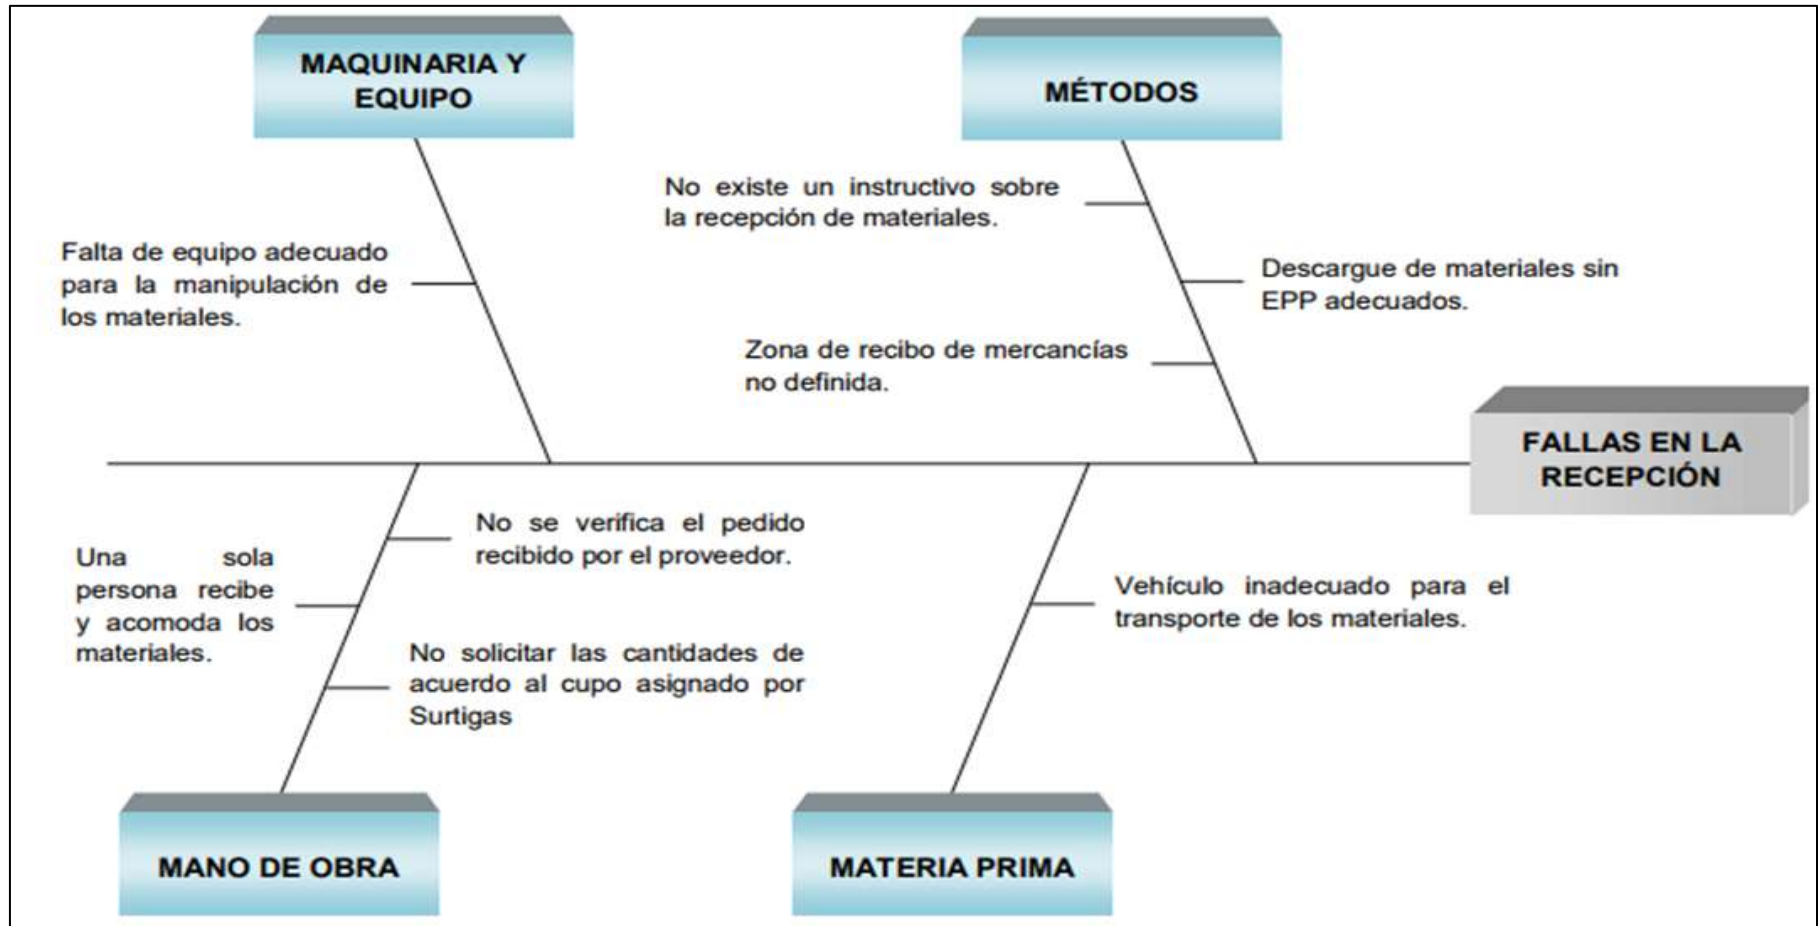 MAQUINARIA Y
EQUIPO
MÉTODOS
No existe un instructivo sobre
la recepción de materiales.
Falta de equipo adecuado
para la manipulación de
los materiales.
Descargue de materiales sin
EPP adecuados.
Zona de recibo de mercancías
no definida.
FALLAS EN LA
RECEPCIÓN
No se verifica el pedido
recibido por el proveedor.
Una sola
persona recibe
y acomoda los
materiales.
No solicitar las cantidades de
acuerdo al cupo asignado por
Surtigas
Vehículo inadecuado para el
transporte de los materiales.
MANO DE OBRA
MATERIA PRIMA